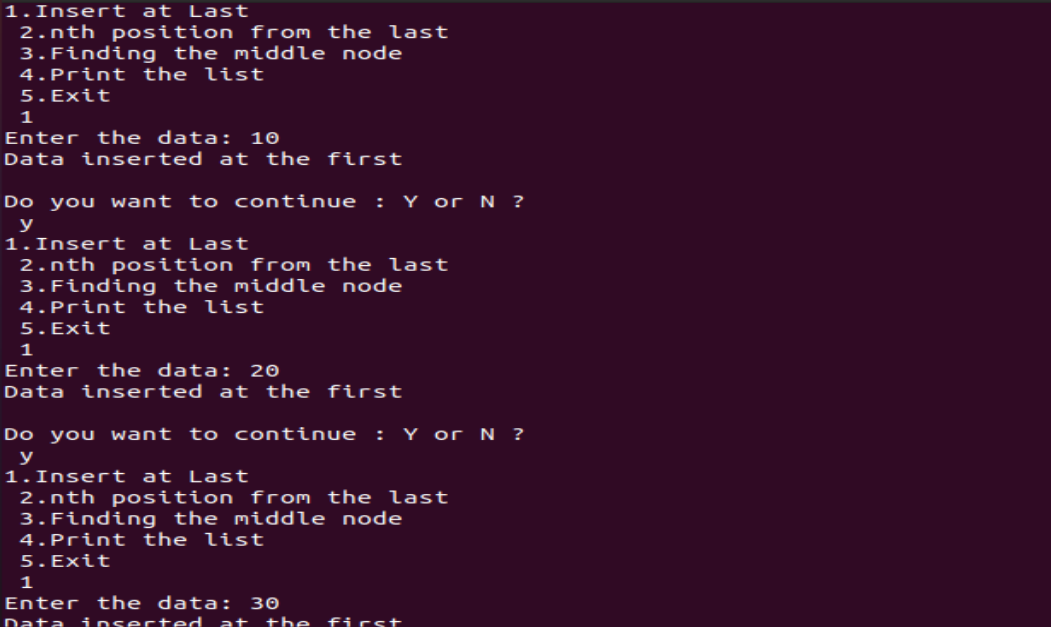 1.Insert at Last
2.nth position from the last
3.Finding the middle node
4.Print the list
5.Exit
1
Enter the data: 10
Data inserted at the first
Do you want to continue : Y or N ?
y
1.Insert at Last
2.nth position from the last
3.Finding the middle node
4.Print the list
5.Exit
1
Enter the data: 20
Data inserted at the first
Do you want to continue : Y or N ?
y
1.Insert at Last
2.nth position from the last
3.Finding the middle node
4.Print the list
5.Exit
1
Enter the data: 30
Data inserted at the first